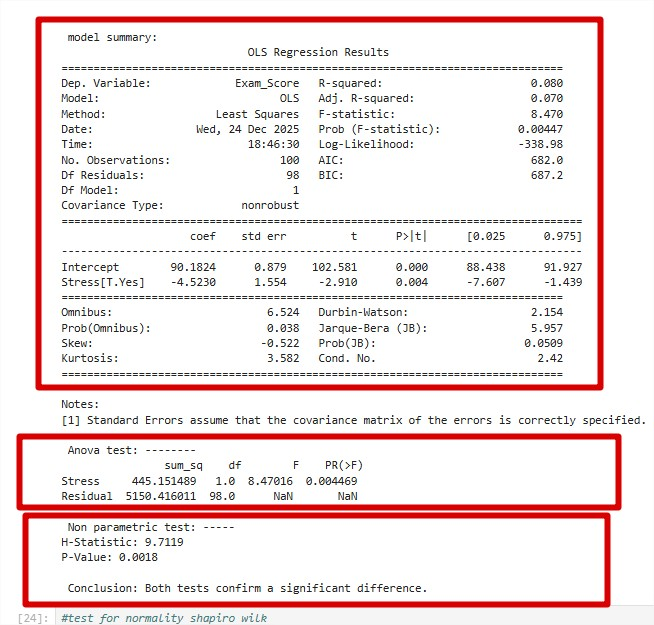 model summary:
OLS Regression Results
==============================================================================
Dep. Variable: Exam_Score R-squared: 0.080
Model: OLS Adj. R-squared: 0.070
Method: Least Squares F-statistic: 8.470
Date: Wed, 24 Dec 2025 Prob (F-statistic): 0.00447
Time: 18:46:30 Log-Likelihood: -338.98
No. Observations: 100 AIC: 682.0
Df Residuals: 98 BIC: 687.2
Df Model: 1
Covariance Type: nonrobust
=================================================================================
coef std err t P>|t| [0.025 0.975]
---------------------------------------------------------------------------------
Intercept 90.1824 0.879 102.581 0.000 88.438 91.927
Stress[T.Yes] -4.5230 1.554 -2.910 0.004 -7.607 -1.439
==============================================================================
Omnibus: 6.524 Durbin-Watson: 2.154
Prob(Omnibus): 0.038 Jarque-Bera (JB): 5.957
Skew: -0.522 Prob(JB): 0.0509
Kurtosis: 3.582 Cond. No. 2.42
==============================================================================
Notes:
[1] Standard Errors assume that the covariance matrix of the errors is correctly specified.
Anova test: --------
sum_sq df F PR(>F)
Stress 445.151489 1.0 8.47016 0.004469
Residual 5150.416011 98.0 NaN NaN
Non parametric test: -----
H-Statistic: 9.7119
P-Value: 0.0018
Conclusion: Both tests confirm a significant difference.
[24]: #test for normality shapiro wilk